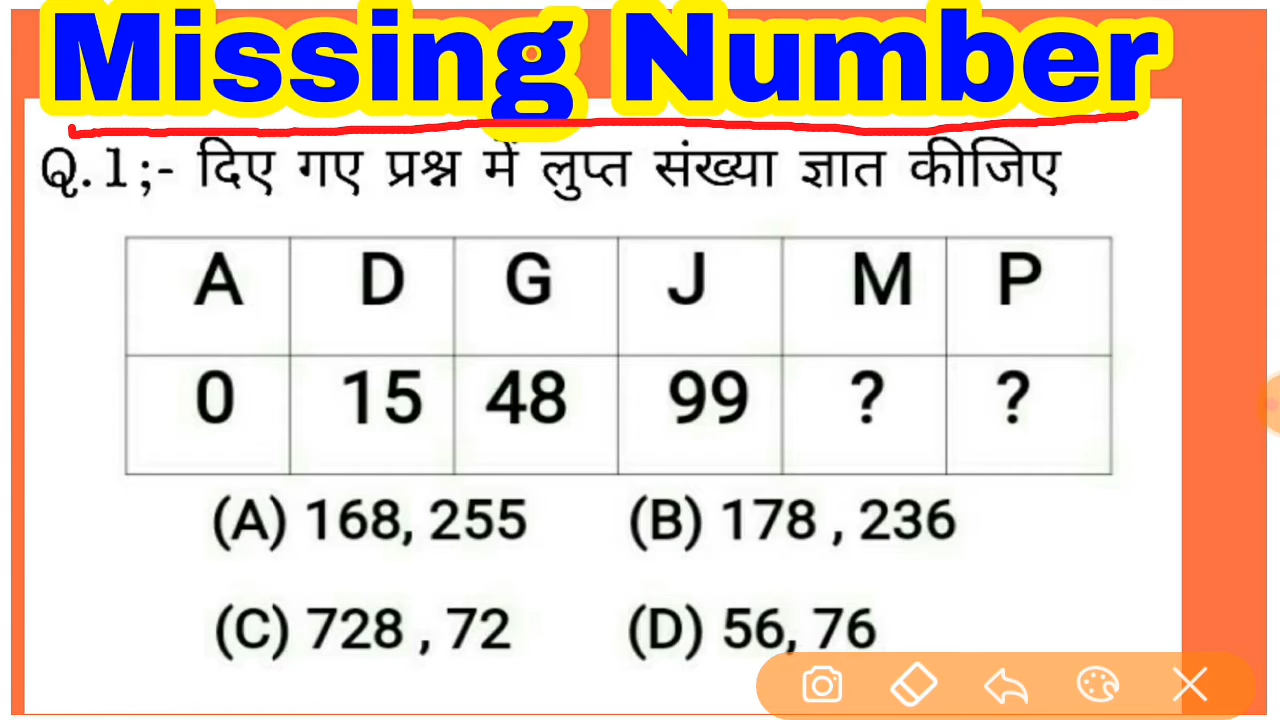 Missing Number
Q.1;- दिए गए प्रश्न में लुप्त संख्या ज्ञात कीजिए
A D G J M P
0 15 48 99 ? ?
(A) 168, 255 (B) 178 , 236
(C) 728 , 72 (D) 56, 76